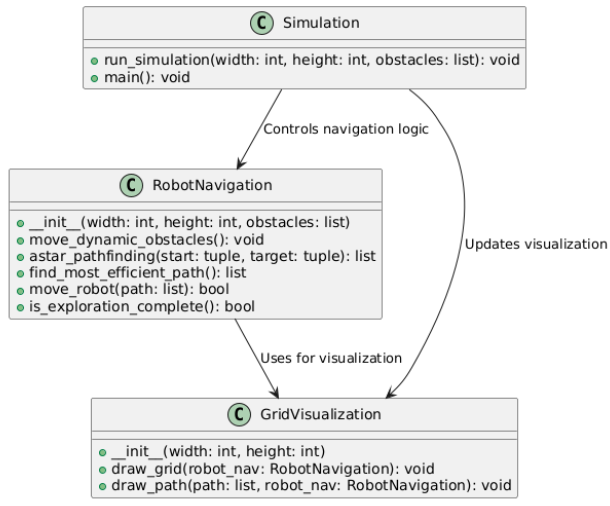 C Simulation
run_simulation(width: int, height: int, obstacles: list): void
main(): void
Controls navigation logic
C RobotNavigation
__init__(width: int, height: int, obstacles: list)
move_dynamic_obstacles(): void
astar_pathfinding(start: tuple, target: tuple): list
find_most_efficient_path(): list
move_robot(path: list): bool
is_exploration_complete(): bool
Updates visualization
Uses for visualization
C GridVisualization
__init__(width: int, height: int)
draw_grid(robot_nav: RobotNavigation): void
draw_path(path: list, robot_nav: RobotNavigation): void